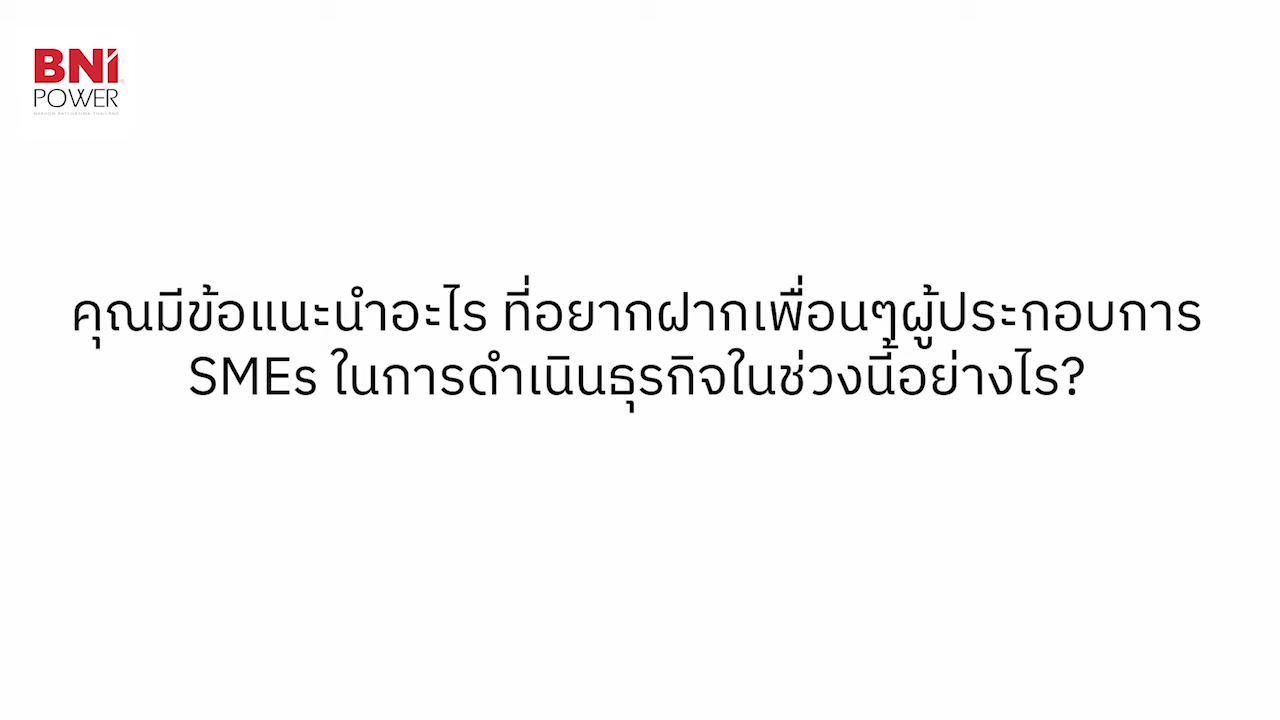 BNI
POWER
NAKHON RATCHASIMA THAILAND
คุณมีข้อแนะนำอะไร ที่อยากฝากเพื่อนๆผู้ประกอบการ
SMEs ในการดำเนินธุรกิจในช่วงนี้อย่างไร?